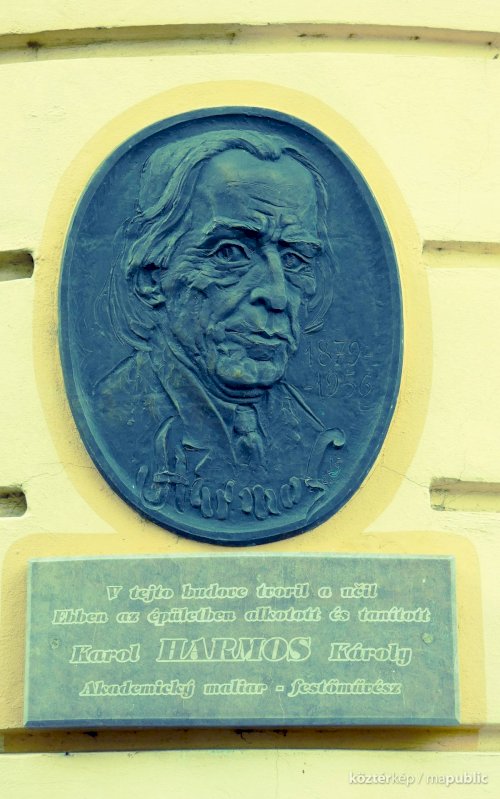 1879-
-1956
Harmos
V tejto budove tvoril a učil
Ebben az épületben alkotott és tanított
Karol HARMOS Károly
Akademický maliar - festőművész
köztérkép / mapublic